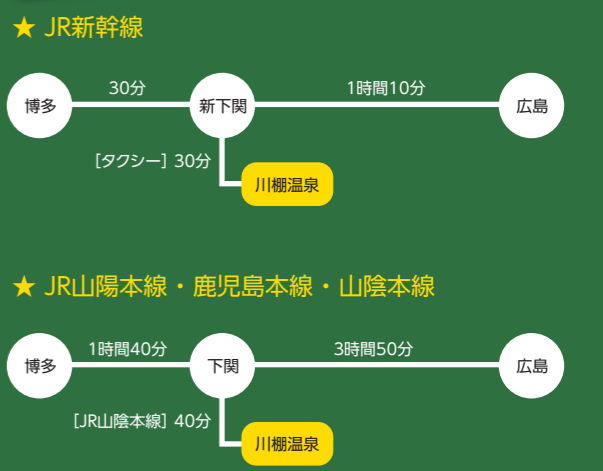 ★ JR新幹線
30分 1時間10分
博多 新下関 広島
[タクシー] 30分
川棚温泉
★ JR山陽本線・鹿児島本線・山陰本線
1時間40分 3時間50分
博多 下関 広島
[JR山陰本線] 40分
川棚温泉